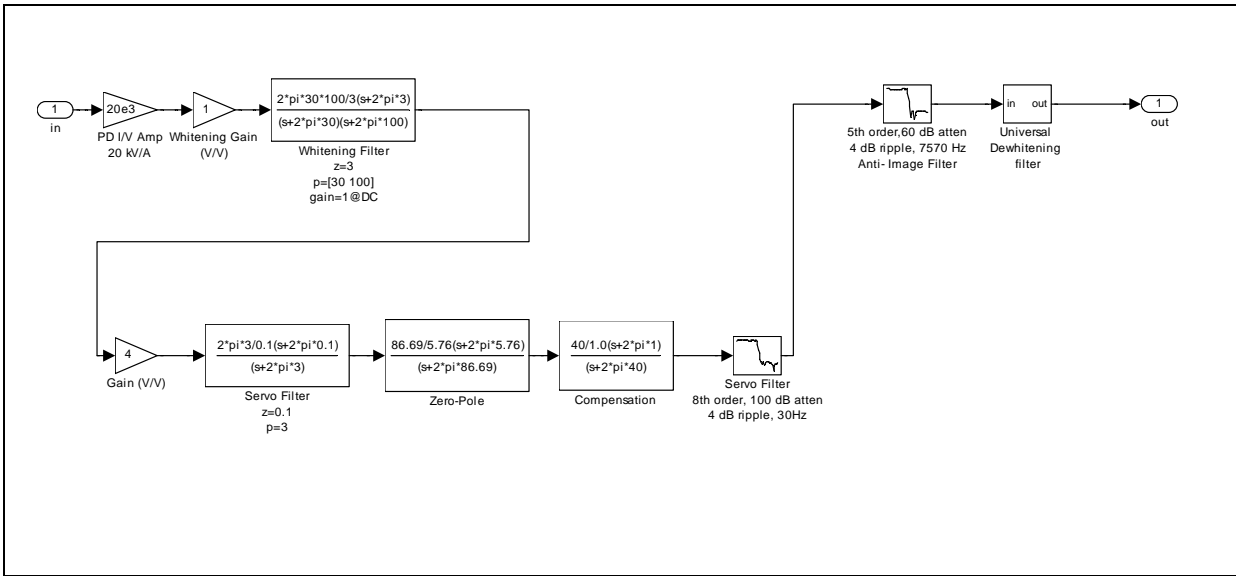 1
in
20e3
PD I/V Amp
20 kV/A
1
Whitening Gain
(V/V)
2*pi*30*100/3(s+2*pi*3)
(s+2*pi*30)(s+2*pi*100)
Whitening Filter
z=3
p=[30 100]
gain=1@DC
4
Gain (V/V)
2*pi*3/0.1(s+2*pi*0.1)
(s+2*pi*3)
Servo Filter
z=0.1
p=3
86.69/5.76(s+2*pi*5.76)
(s+2*pi*86.69)
Zero-Pole
40/1.0(s+2*pi*1)
(s+2*pi*40)
Compensation
Servo Filter
8th order, 100 dB atten
4 dB ripple, 30Hz
5th order,60 dB atten
4 dB ripple, 7570 Hz
Anti- Image Filter
in out
Universal
Dewhitening
filter
1
out